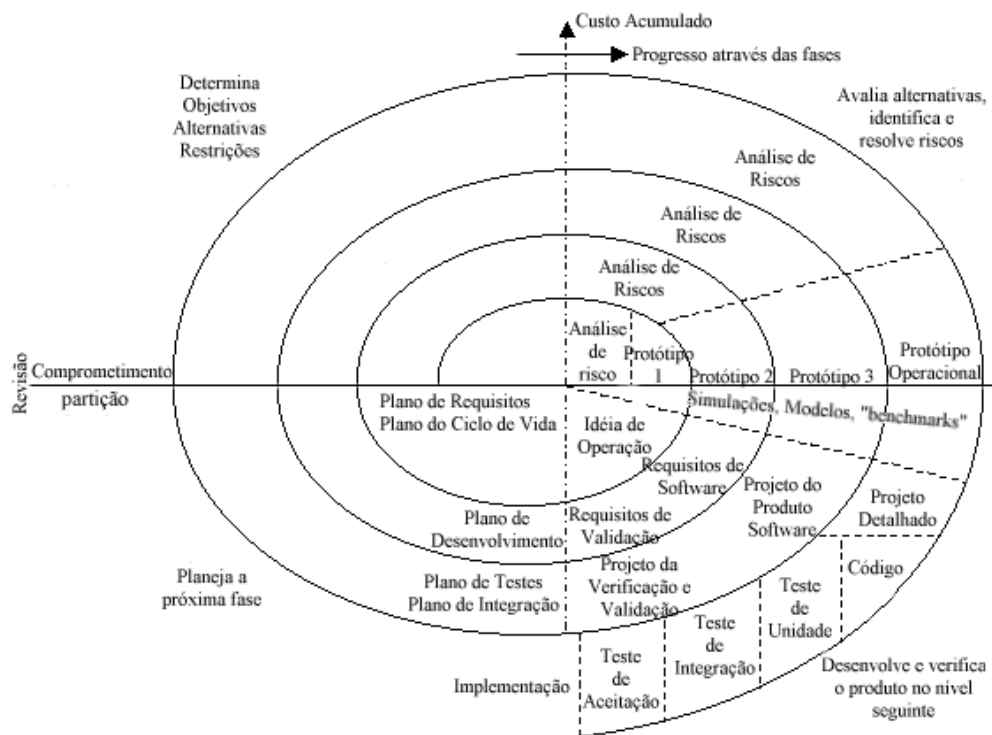 Custo Acumulado
Progresso através das fases
Determina
Objetivos
Alternativas
Restrições
Avalia alternativas,
identifica e
resolve riscos
Análise de
Riscos
Análise de
Riscos
Análise de
Riscos
Análise
de
risco
Protótipo
1
Protótipo 2
Protótipo 3
Protótipo
Operacional
Revisão
Comprometimento
partição
Simulações, Modelos, "benchmarks"
Plano de Requisitos
Plano do Ciclo de Vida
Idéia de
Operação
Requisitos de
Software
Projeto do
Produto
Software
Projeto
Detalhado
Plano de
Desenvolvimento
Requisitos de
Validação
Código
Planeja a
próxima fase
Plano de Testes
Plano de Integração
Projeto da
Verificação e
Validação
Teste
de
Unidade
Teste
de
Integração
Teste
de
Aceitação
Implementação
Desenvolve e verifica
o produto no nível
seguinte